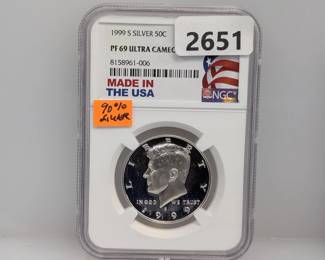 1999 S SILVER 50C
PF 69 ULTRA CAMEO
8158961-006
2651
MADE IN
THE USA
NGC
90%
SILVER
LIBERTY
IN GOD WE TRUST
S
1999